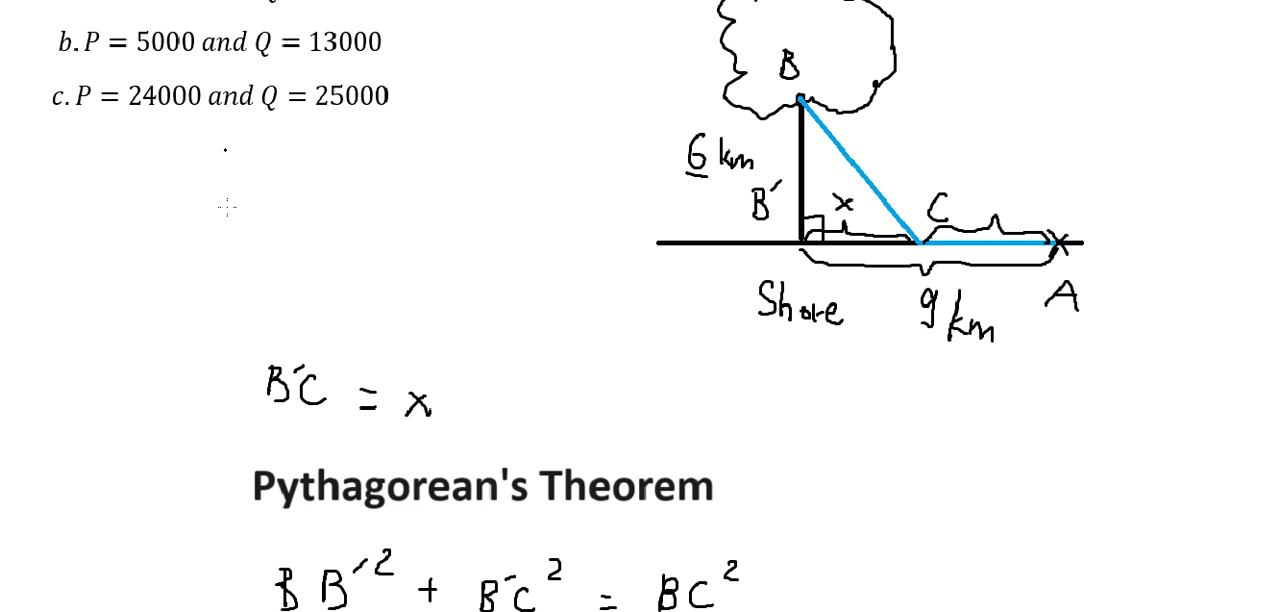 b. P = 5000 and Q = 13000
c. P = 24000 and Q = 25000
B
6 km
B′
x
C
Shore
9 km
A
B′C = x
Pythagorean's Theorem
BB′² + B′C² = BC²